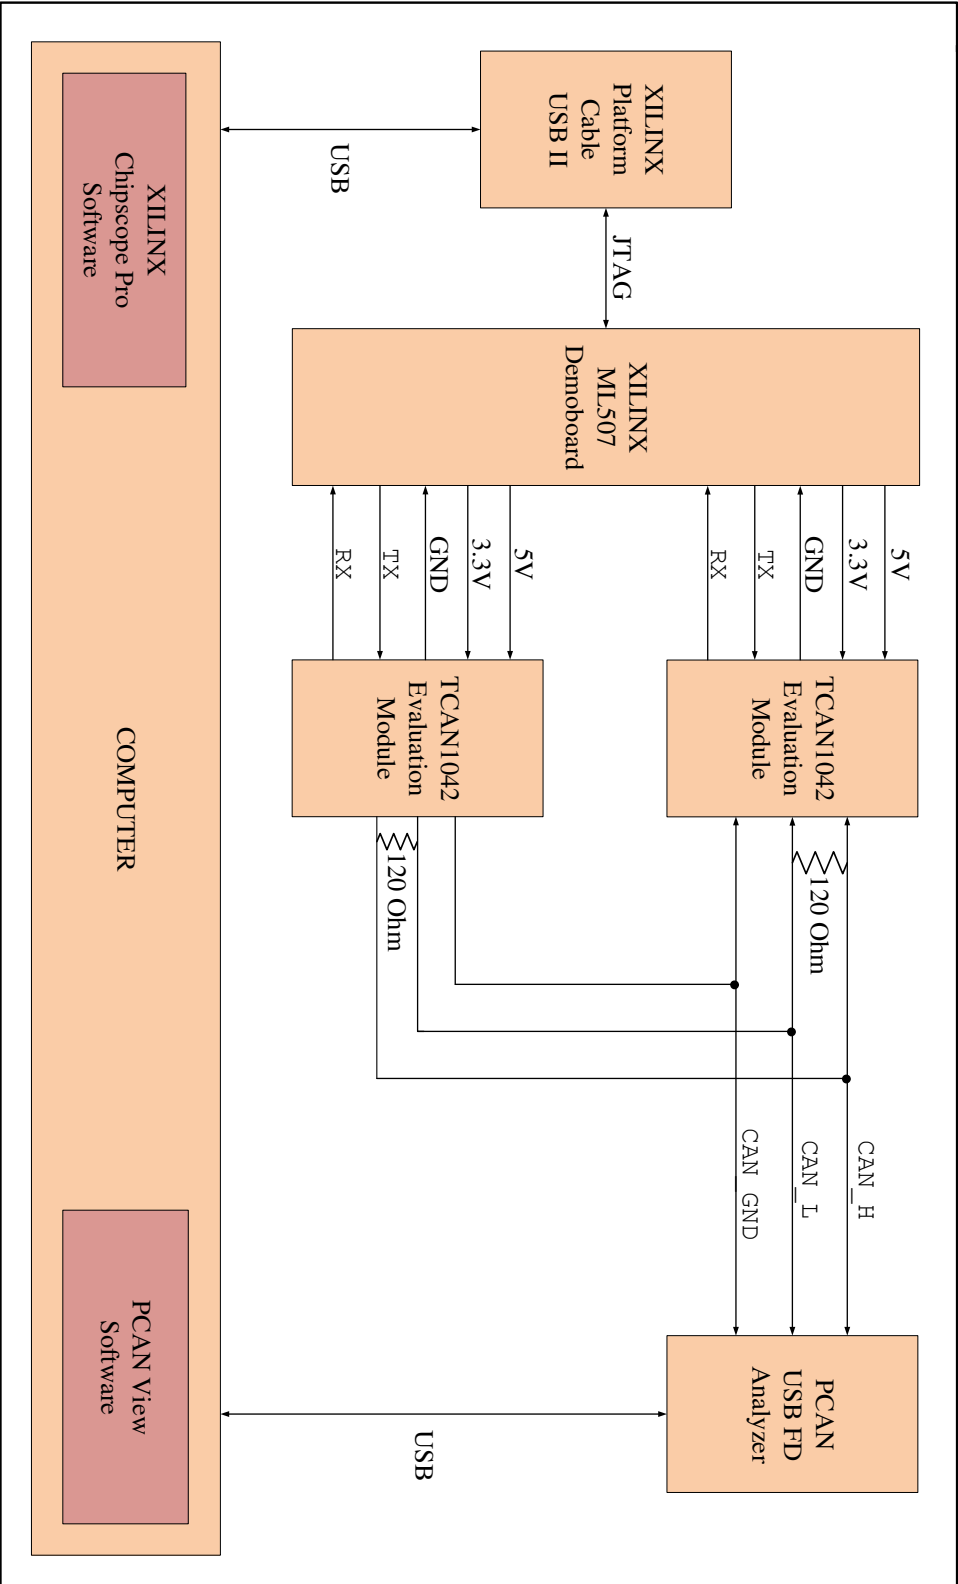 XILINX
Platform
Cable
USB II
JTAG
XILINX
ML507
Demoboard
5V
3.3V
GND
TX
RX
5V
3.3V
GND
TX
RX
TCAN1042
Evaluation
Module
TCAN1042
Evaluation
Module
120 Ohm
120 Ohm
CAN_H
CAN_L
CAN_GND
PCAN
USB FD
Analyzer
USB
USB
XILINX
Chipscope Pro
Software
COMPUTER
PCAN View
Software